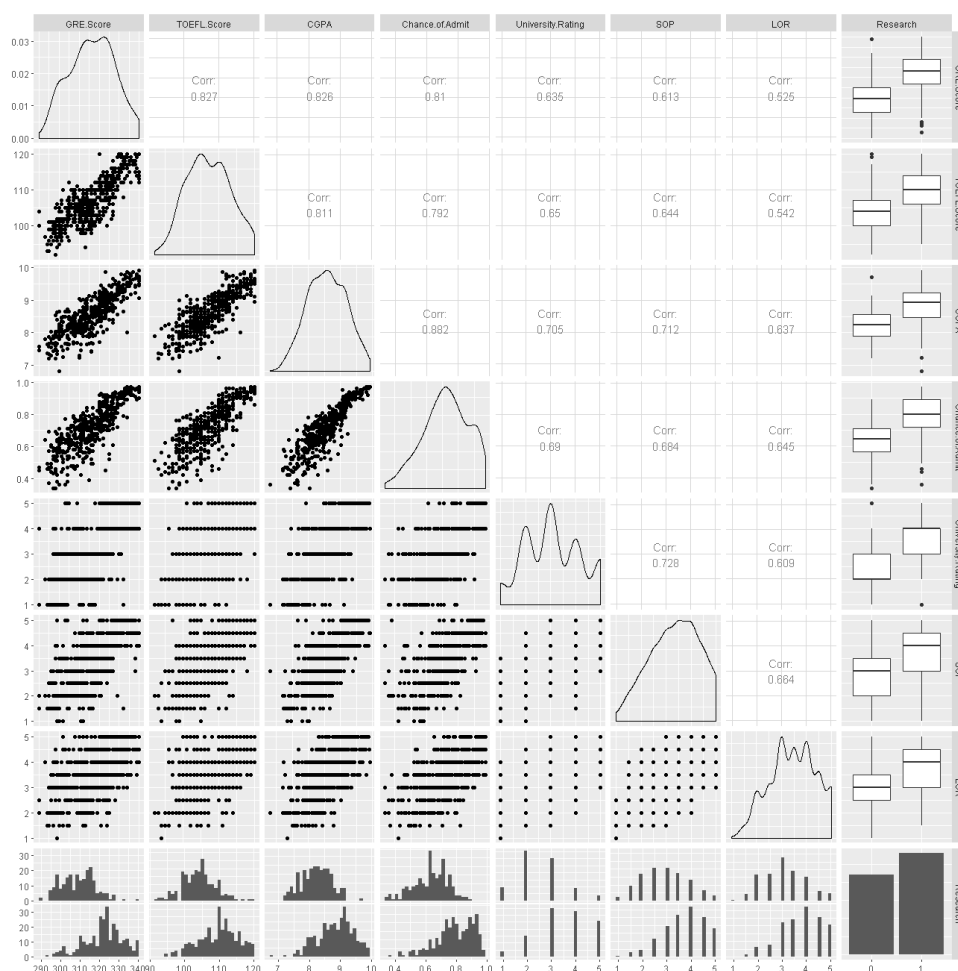 GRE.Score TOEFL.Score CGPA Chance.of.Admit University.Rating SOP LOR Research
0.03
0.02
0.01
0.00
Corr: Corr: Corr: Corr: Corr: Corr:
0.827 0.826 0.81 0.635 0.613 0.525
120
110
100
Corr: Corr: Corr: Corr: Corr:
0.811 0.792 0.65 0.644 0.542
10
9
8
7
Corr: Corr: Corr: Corr:
0.882 0.705 0.712 0.637
1.0
0.8
0.6
0.4
Corr: Corr: Corr:
0.69 0.684 0.645
5
4
3
2
1
Corr: Corr:
0.728 0.609
University.Rating
5
4
3
2
1
Corr:
0.664
5
4
3
2
1
30
20
10
0
30
20
10
0
Research
290 300 310 320 330 340 90 100 110 120 7 8 9 10 0.4 0.6 0.8 1.0 1 2 3 4 5 1 2 3 4 5 1 2 3 4 5 0 1